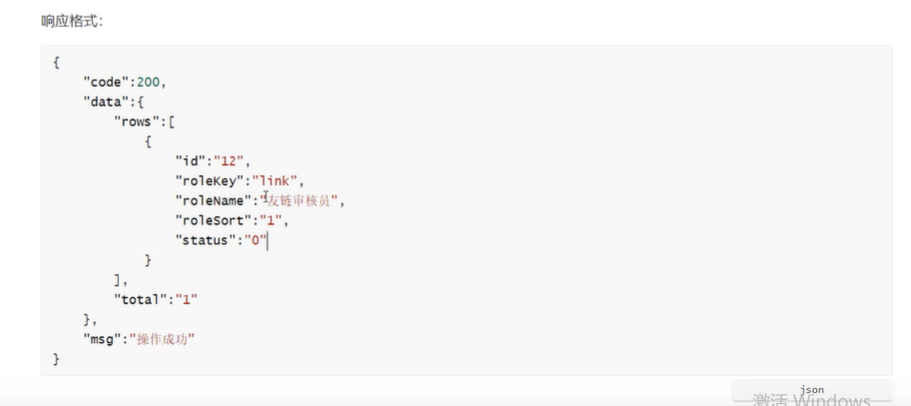 响应格式：
{
"code":200,
"data":{
"rows":[
{
"id":"12",
"roleKey":"link",
"roleName":"友链审核员",
"roleSort":"1",
"status":"0"
}
],
"total":"1"
},
"msg":"操作成功"
}
json
激活 Windows